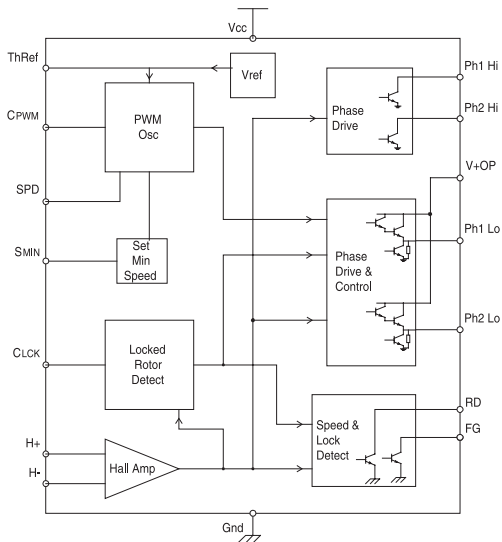 Vcc
ThRef
Vref
Ph1 Hi
CPWM
PWM
Osc
Phase
Drive
Ph2 Hi
V+OP
SPD
SMIN
Set
Min
Speed
Phase
Drive &
Control
Ph1 Lo
Ph2 Lo
CLCK
Locked
Rotor
Detect
RD
Speed &
Lock
Detect
FG
H+
H-
Hall Amp
Gnd